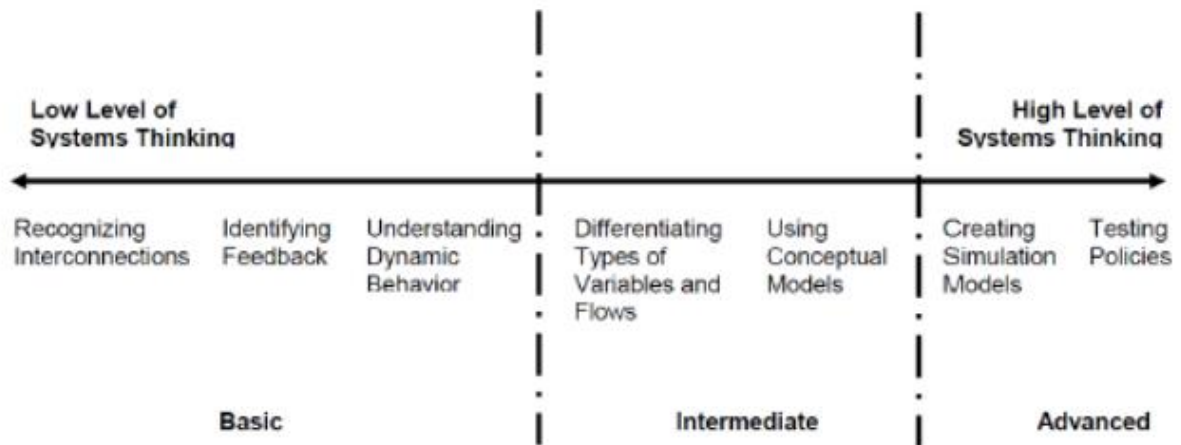 Low Level of
Systems Thinking
High Level of
Systems Thinking
Recognizing
Interconnections
Identifying
Feedback
Understanding
Dynamic
Behavior
Differentiating
Types of
Variables and
Flows
Using
Conceptual
Models
Creating
Simulation
Models
Testing
Policies
Basic
Intermediate
Advanced